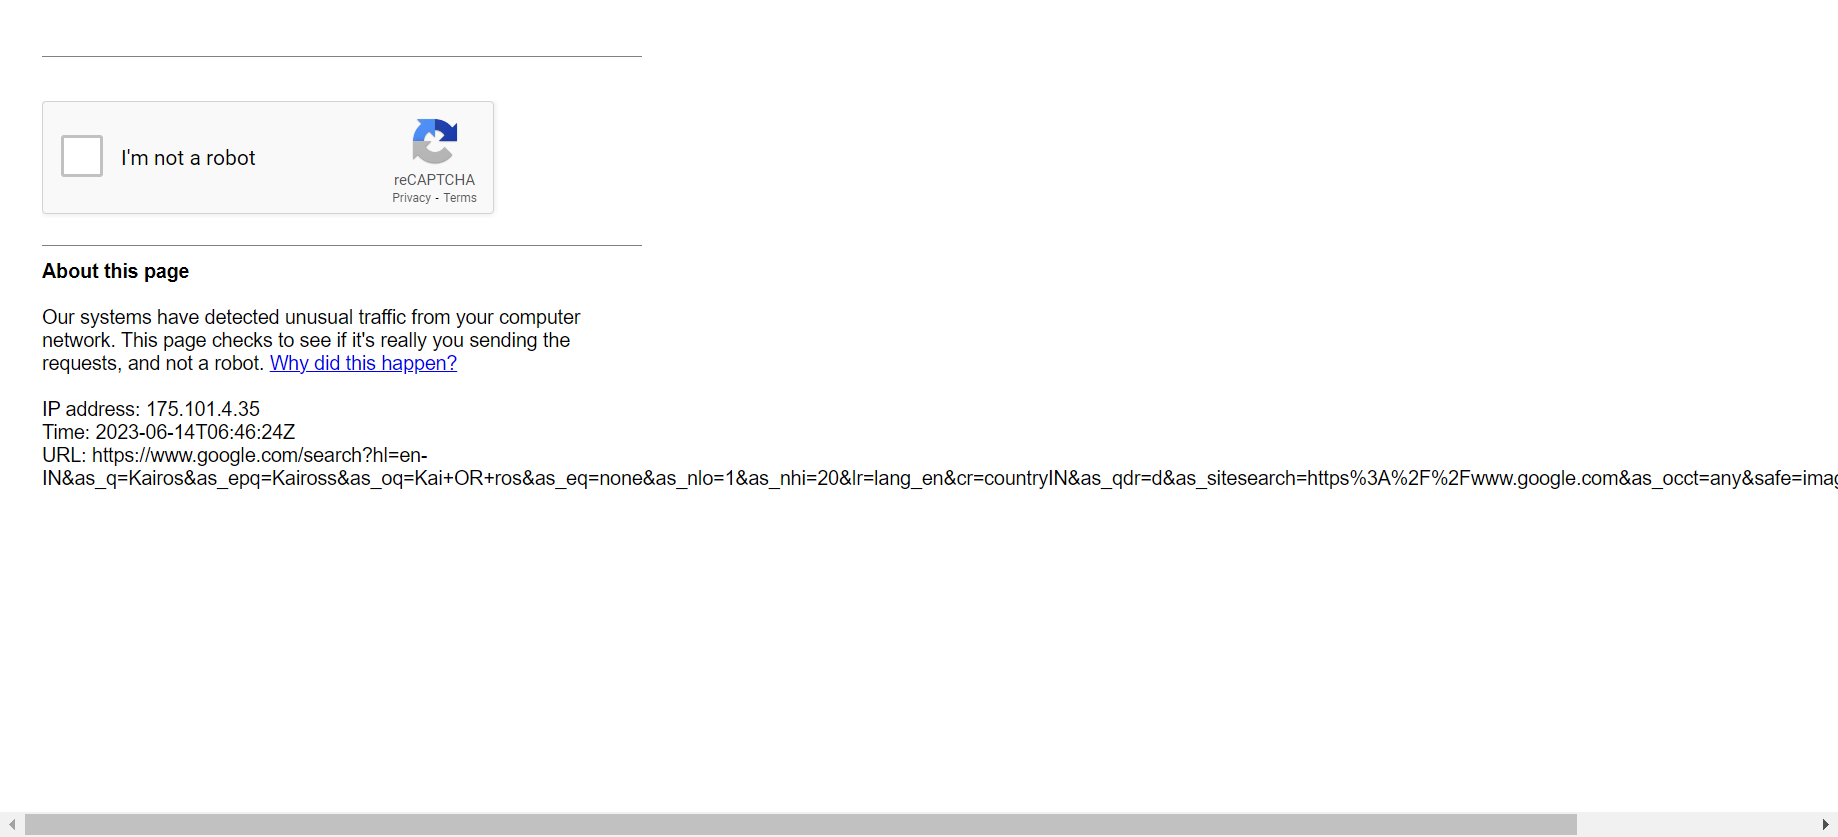 I'm not a robot
reCAPTCHA
Privacy - Terms
About this page
Our systems have detected unusual traffic from your computer
network. This page checks to see if it's really you sending the
requests, and not a robot. Why did this happen?
IP address: 175.101.4.35
Time: 2023-06-14T06:46:24Z
URL: https://www.google.com/search?hl=en-
IN&as_q=Kairos&as_epq=Kaiross&as_oq=Kai+OR+ros&as_eq=none&as_nlo=1&as_nhi=20&lr=lang_en&cr=countryIN&as_qdr=d&as_sitesearch=https%3A%2F%2Fwww.google.com&as_occt=any&safe=imag